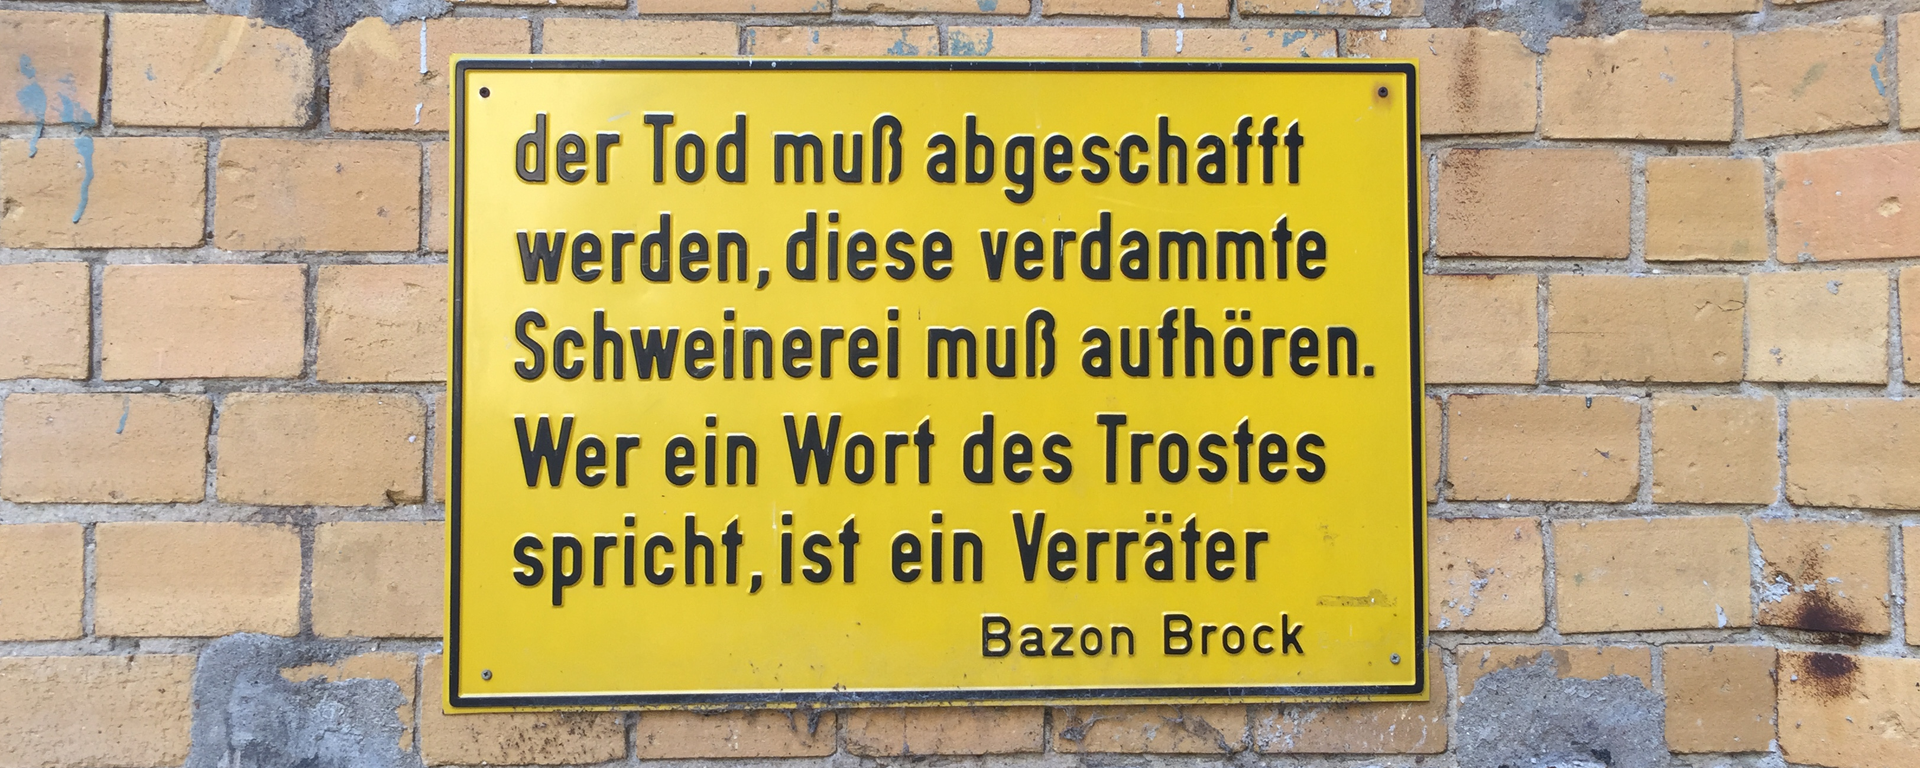 der Tod muß abgeschafft
werden, diese verdammte
Schweinerei muß aufhören.
Wer ein Wort des Trostes
spricht, ist ein Verräter
Bazon Brock